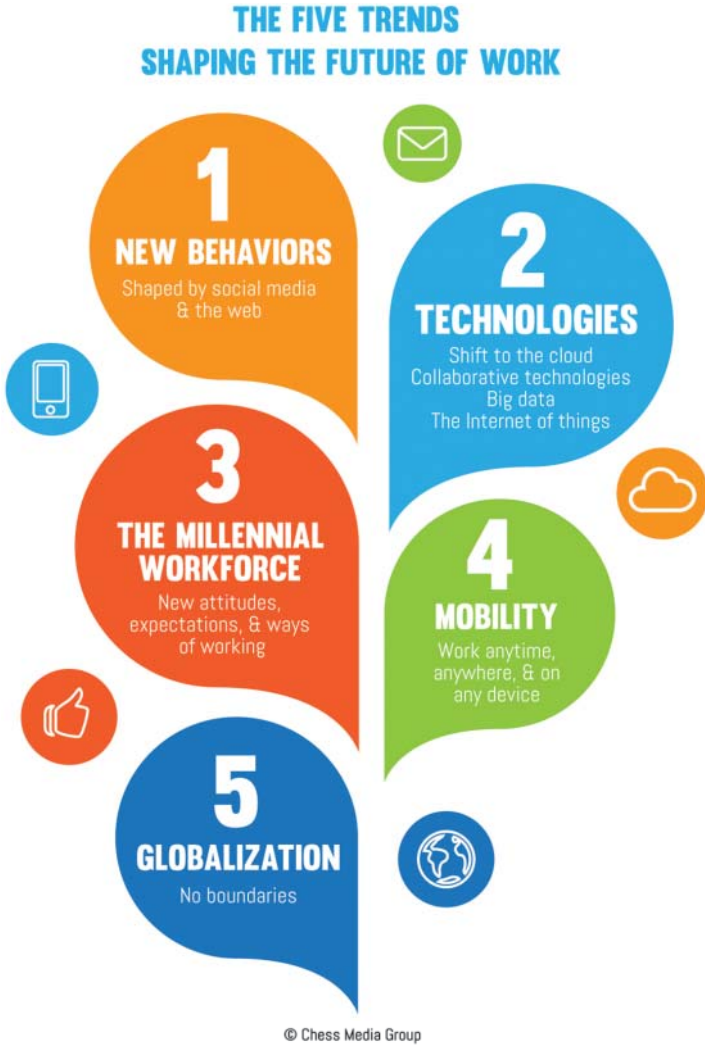 THE FIVE TRENDS
SHAPING THE FUTURE OF WORK
1
NEW BEHAVIORS
Shaped by social media
& the web
2
TECHNOLOGIES
Shift to the cloud
Collaborative technologies
Big data
The Internet of things
3
THE MILLENNIAL
WORKFORCE
New attitudes,
expectations, & ways
of working
4
MOBILITY
Work anytime,
anywhere, & on
any device
5
GLOBALIZATION
No boundaries
© Chess Media Group